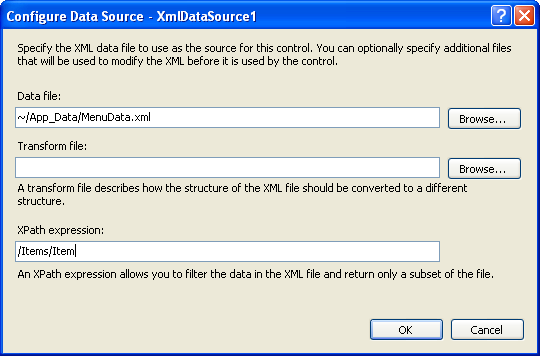 Configure Data Source - XmlDataSource1
Specify the XML data file to use as the source for this control. You can optionally specify additional files
that will be used to modify the XML before it is used by the control.
Data file:
~/App_Data/MenuData.xml
Browse...
Transform file:
Browse...
A transform file describes how the structure of the XML file should be converted to a different
structure.
XPath expression:
/Items/Item
An XPath expression allows you to filter the data in the XML file and return only a subset of the file.
OK
Cancel